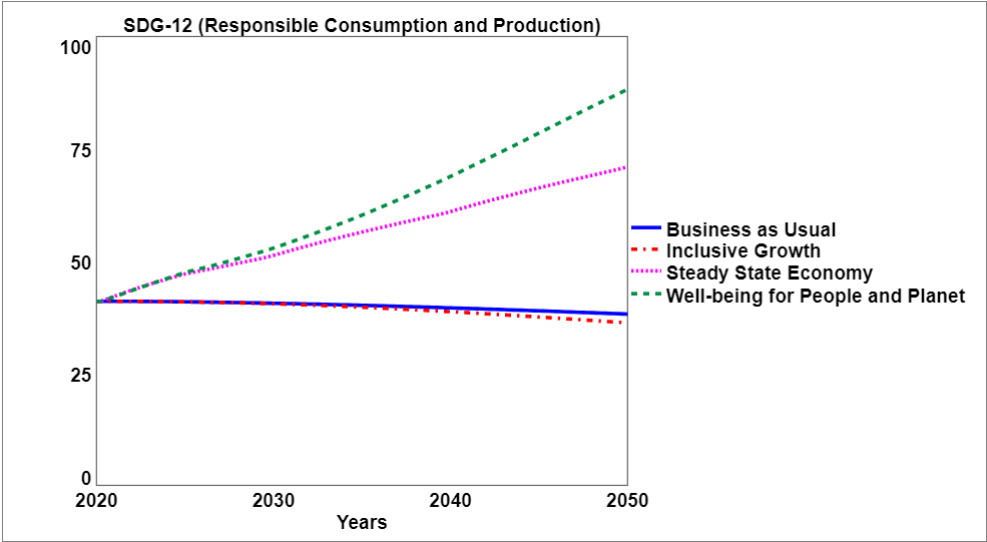 SDG-12 (Responsible Consumption and Production)
100
75
50
25
0
2020 2030 2040 2050
Years
Business as Usual
Inclusive Growth
Steady State Economy
Well-being for People and Planet